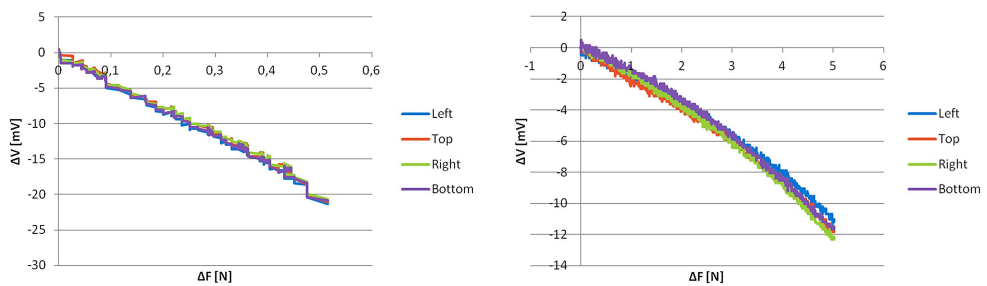 5
0
-5
-10
-15
-20
-25
-30
0 0,1 0,2 0,3 0,4 0,5 0,6
ΔV [mV]
ΔF [N]
Left
Top
Right
Bottom
2
0
-2
-4
-6
-8
-10
-12
-14
-1 0 1 2 3 4 5 6
ΔV [mV]
ΔF [N]
Left
Top
Right
Bottom